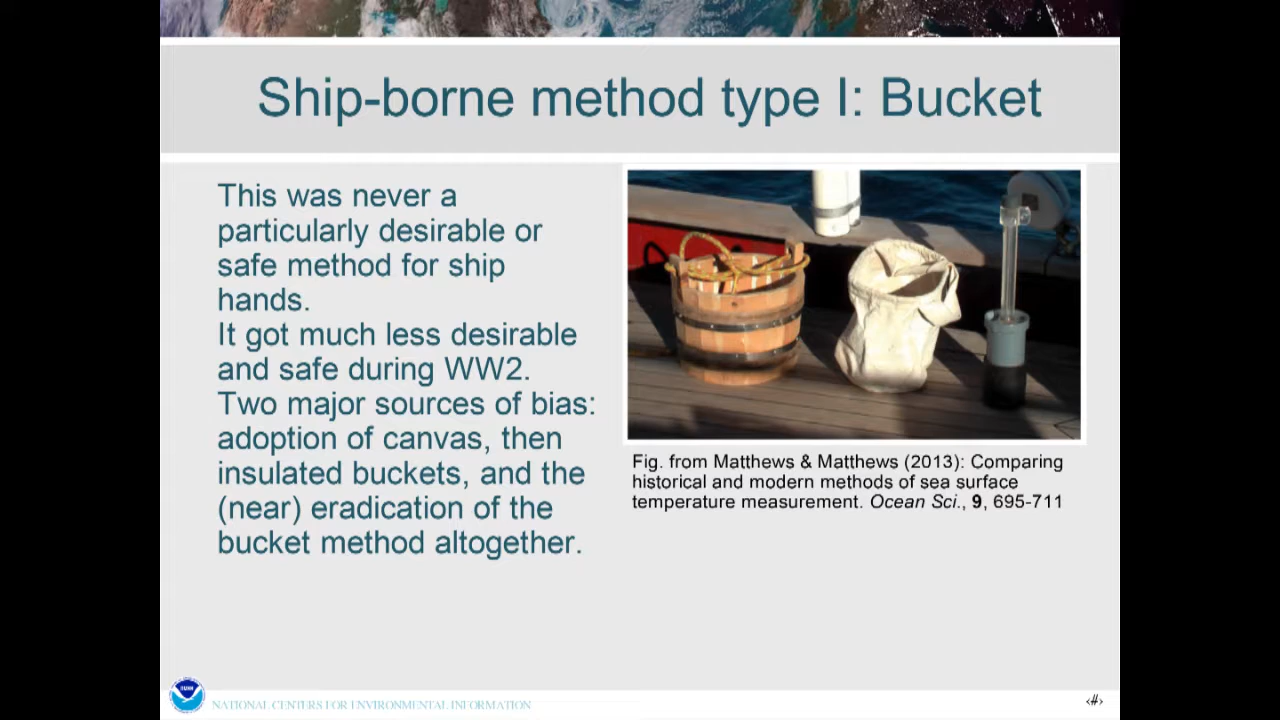 Ship-borne method type I: Bucket
This was never a
particularly desirable or
safe method for ship
hands.
It got much less desirable
and safe during WW2.
Two major sources of bias:
adoption of canvas, then
insulated buckets, and the
(near) eradication of the
bucket method altogether.
Fig. from Matthews & Matthews (2013): Comparing
historical and modern methods of sea surface
temperature measurement. Ocean Sci., 9, 695-711
NATIONAL CENTERS FOR ENVIRONMENTAL INFORMATION
‹#›